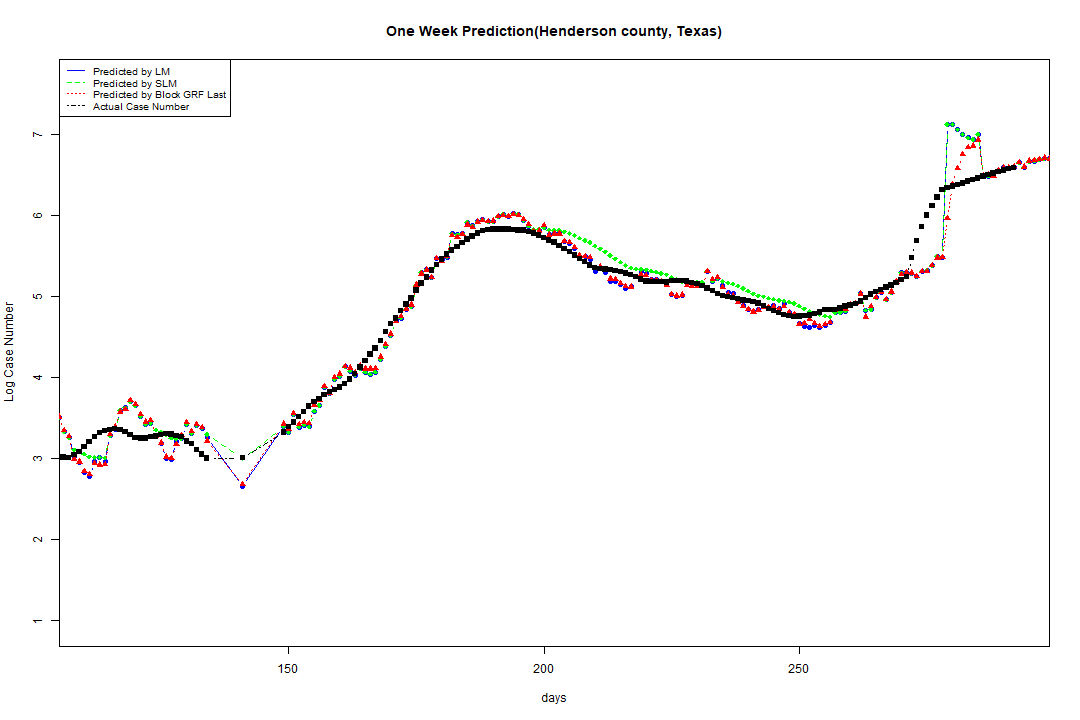 One Week Prediction(Henderson county, Texas)
Predicted by LM
Predicted by SLM
Predicted by Block GRF Last
Actual Case Number
7
6
5
4
3
2
1
Log Case Number
150
200
250
days